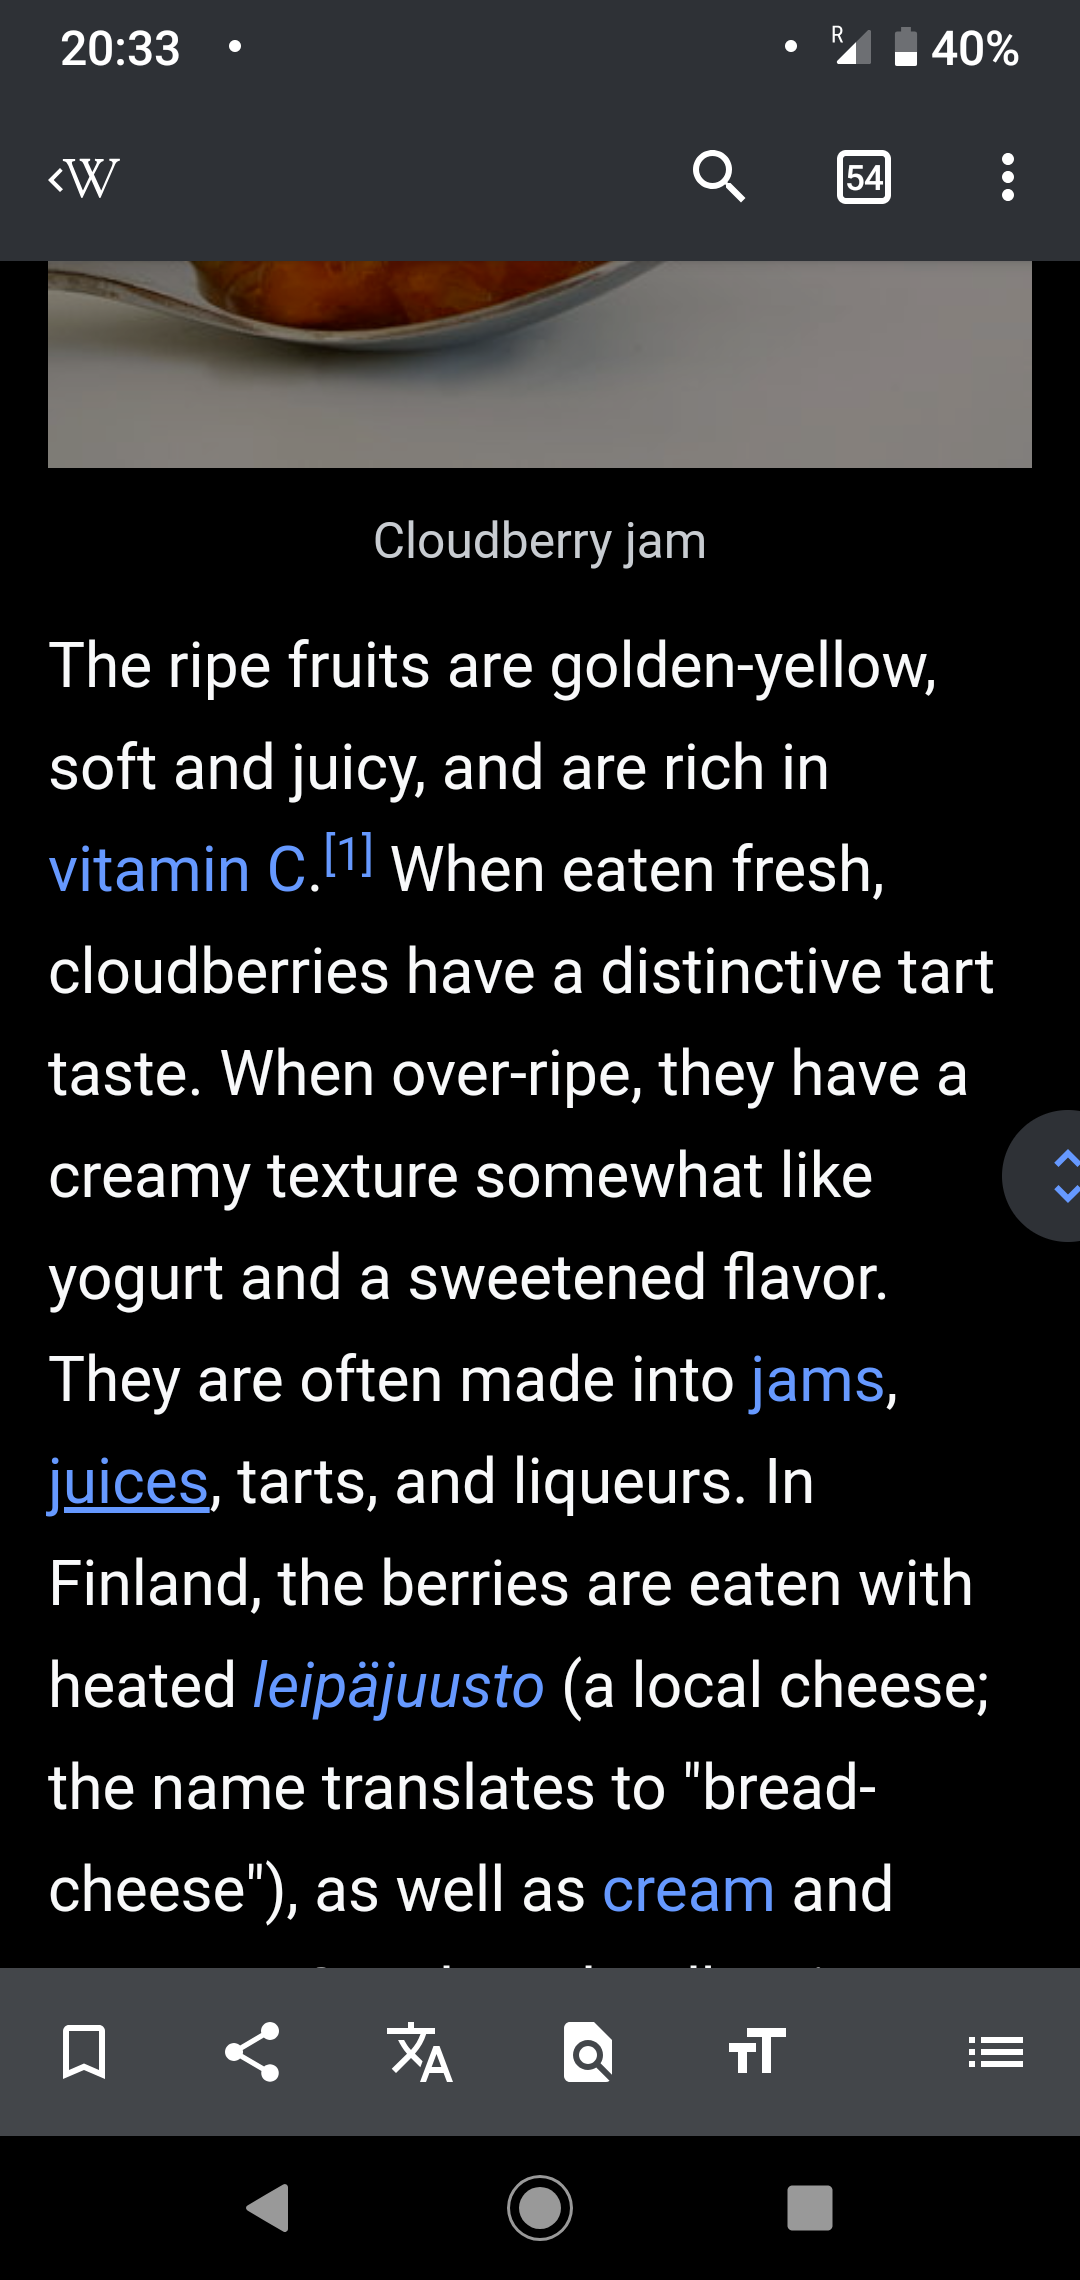 20:33
R
40%
<W
54
Cloudberry jam
The ripe fruits are golden-yellow,
soft and juicy, and are rich in
vitamin C.[1] When eaten fresh,
cloudberries have a distinctive tart
taste. When over-ripe, they have a
creamy texture somewhat like
yogurt and a sweetened flavor.
They are often made into jams,
juices, tarts, and liqueurs. In
Finland, the berries are eaten with
heated leipäjuusto (a local cheese;
the name translates to "bread-
cheese"), as well as cream and